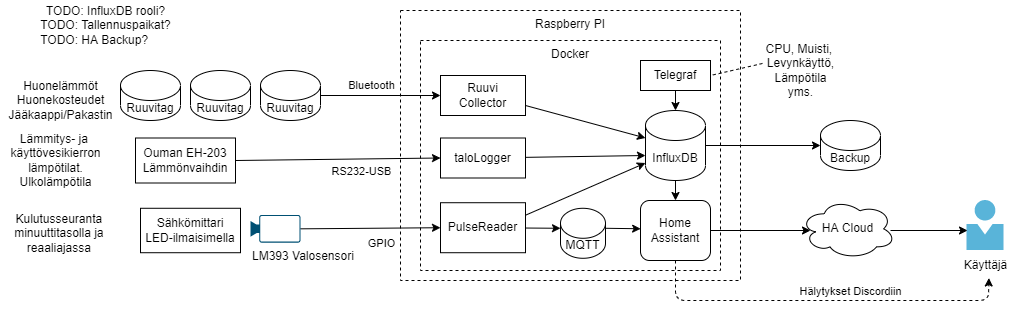 TODO: InfluxDB rooli?
TODO: Tallennuspaikat?
TODO: HA Backup?
Raspberry PI
Docker
CPU, Muisti,
Levynkäyttö,
Lämpötila
yms.
Telegraf
Huonelämmöt
Huonekosteudet
Jääkaappi/Pakastin
Ruuvitag
Ruuvitag
Ruuvitag
Bluetooth
Ruuvi
Collector
Lämmitys- ja
käyttövesikierron
lämpötilat.
Ulkolämpötila
Ouman EH-203
Lämmönvaihdin
RS232-USB
taloLogger
InfluxDB
Backup
Kulutusseuranta
minuuttitasolla ja
reaaliajassa
Sähkömittari
LED-ilmaisimella
LM393 Valosensori
GPIO
PulseReader
MQTT
Home
Assistant
HA Cloud
Käyttäjä
Hälytykset Discordiin